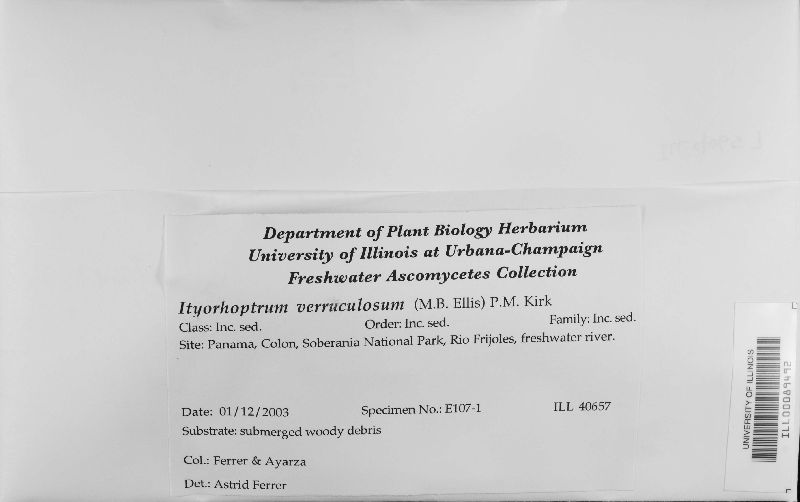 Department of Plant Biology Herbarium
University of Illinois at Urbana-Champaign
Freshwater Ascomycetes Collection
Ityorhoptrum verruculosum (M.B. Ellis) P.M. Kirk
Class: Inc. sed. Order: Inc. sed. Family: Inc. sed.
Site: Panama, Colon, Soberania National Park, Rio Frijoles, freshwater river.
Date: 01/12/2003 Specimen No.: E107-1 ILL 40657
Substrate: submerged woody debris
Col.: Ferrer & Ayarza
Det.: Astrid Ferrer
UNIVERSITY OF ILLINOIS
ILL00089492